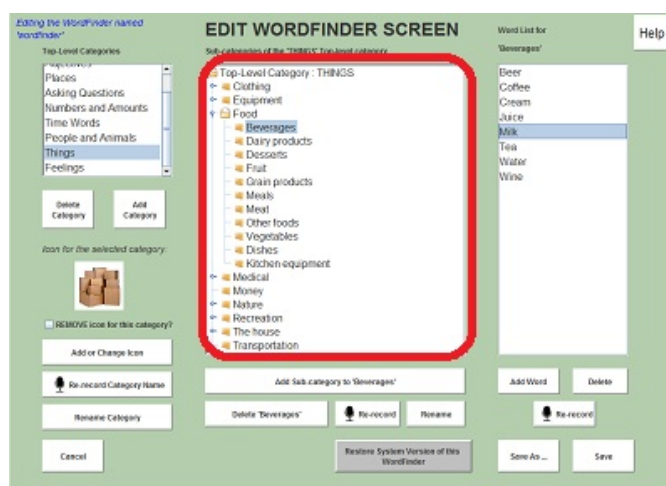 Editing the WordFinder named
'wordfinder'
EDIT WORDFINDER SCREEN
Word List for
'Beverages'
Help
Top-Level Categories
Sub-categories of the 'THINGS' Top-level category
Adjectives
Places
Asking Questions
Numbers and Amounts
Time Words
People and Animals
Things
Feelings
Delete
Category
Add
Category
Icon for the selected category:
REMOVE icon for this category?
Add or Change Icon
Re-record Category Name
Rename Category
Cancel
Top-Level Category : THINGS
Clothing
Equipment
Food
Beverages
Dairy products
Desserts
Fruit
Grain products
Meals
Meat
Other foods
Vegetables
Dishes
Kitchen equipment
Medical
Money
Nature
Recreation
The house
Transportation
Add Sub-category to 'Beverages'
Delete 'Beverages'
Re-record
Rename
Restore System Version of this
WordFinder
Beer
Coffee
Cream
Juice
Milk
Tea
Water
Wine
Add Word
Delete
Re-record
Save As ...
Save